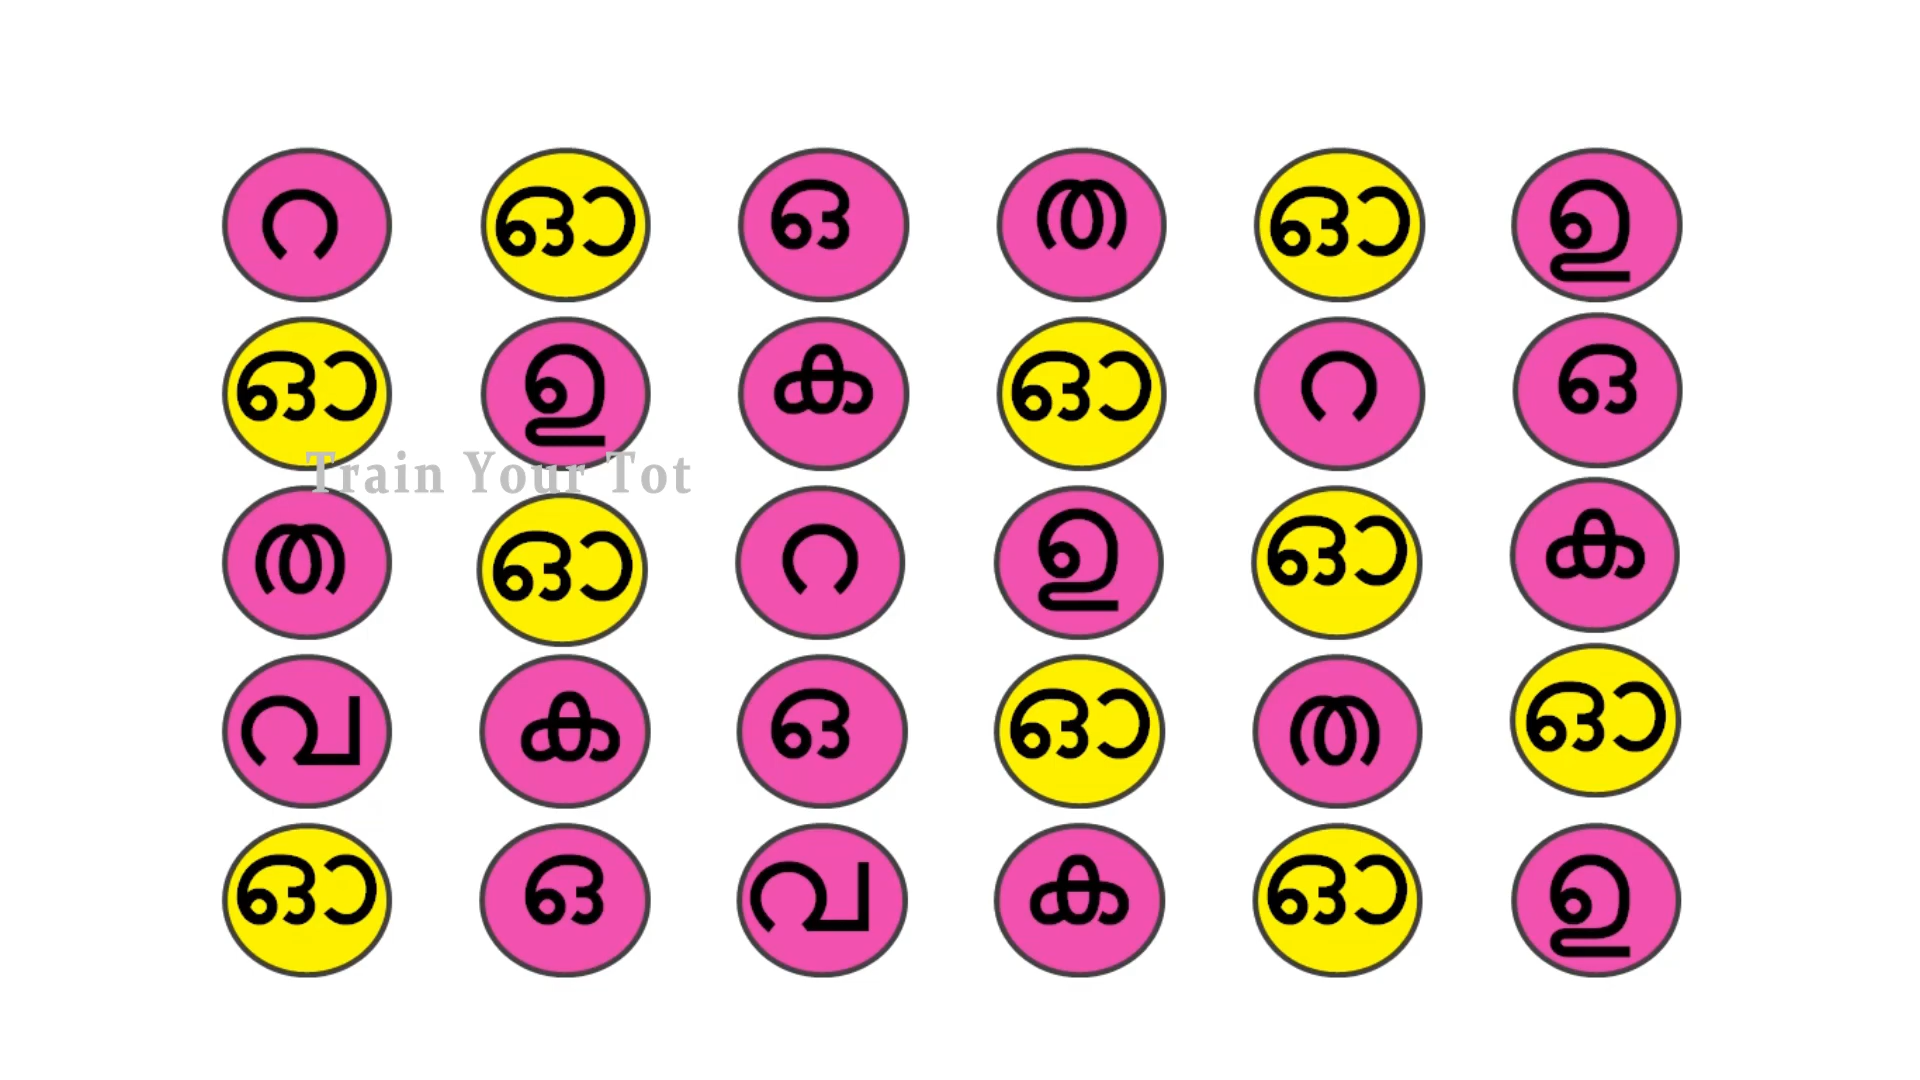 റ ഓ ഒ ത ഓ ഉ
ഓ ഉ ക ഓ റ ഒ
Train Your Tot
ത ഓ റ ഉ ഓ ക
വ ക ഒ ഓ ത ഓ
ഓ ഒ വ ക ഓ ഉ